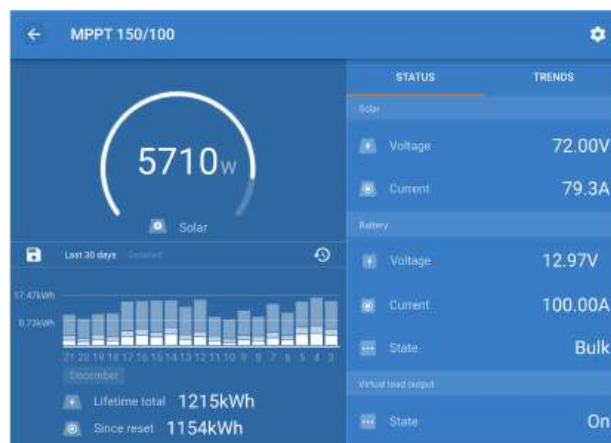 MPPT 150/100
STATUS TRENDS
5710W
Solar
Last 30 days Detailed
17.47kWh
8.73kWh
21 20 19 18 17 16 15 14 13 12 11 10 9 8 7 6 5 4 3
December
Lifetime total 1215kWh
Since reset 1154kWh
Solar
Voltage 72.00V
Current 79.3A
Battery
Voltage 12.97V
Current 100.00A
State Bulk
Virtual load output
State On